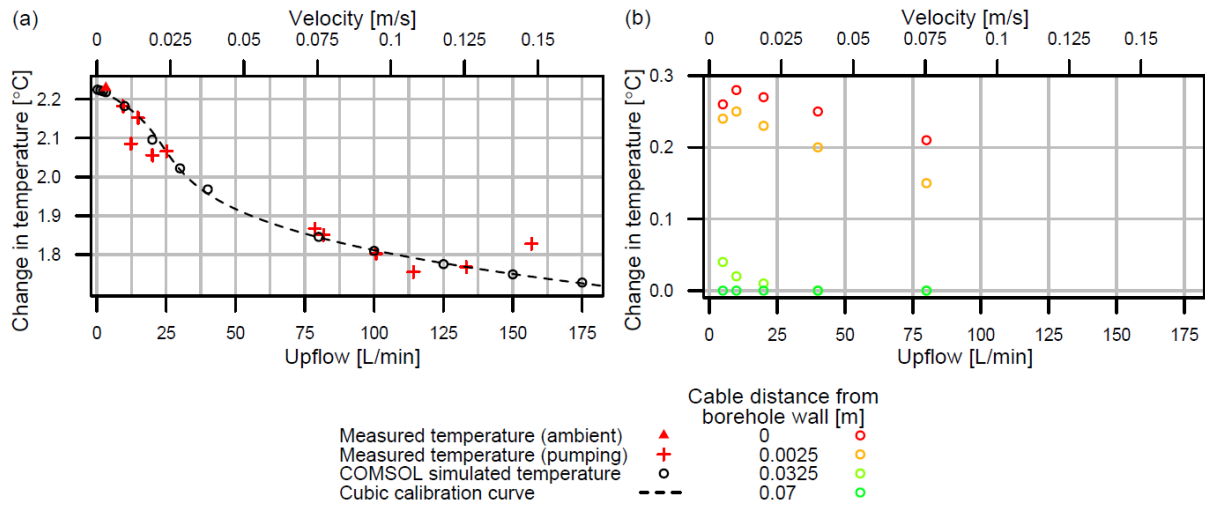 (a)
Velocity [m/s]
0 0.025 0.05 0.075 0.1 0.125 0.15
Change in temperature [°C]
2.2
2.1
2.0
1.9
1.8
0 25 50 75 100 125 150 175
Upflow [L/min]
(b)
Velocity [m/s]
0 0.025 0.05 0.075 0.1 0.125 0.15
Change in temperature [°C]
0.3
0.2
0.1
0.0
0 25 50 75 100 125 150 175
Upflow [L/min]
Cable distance from
borehole wall [m]
Measured temperature (ambient) 0
Measured temperature (pumping) 0.0025
COMSOL simulated temperature 0.0325
Cubic calibration curve 0.07